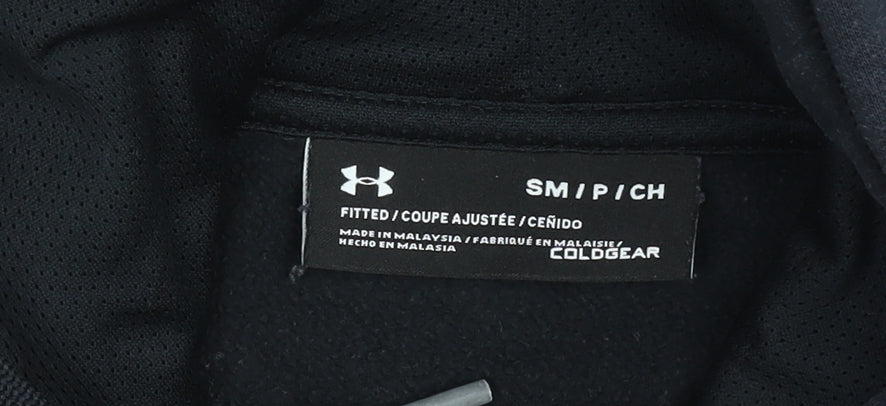 SM / P / CH
FITTED / COUPE AJUSTÉE / CEÑIDO
MADE IN MALAYSIA / FABRIQUÉ EN MALAISIE /
HECHO EN MALASIA
COLDGEAR